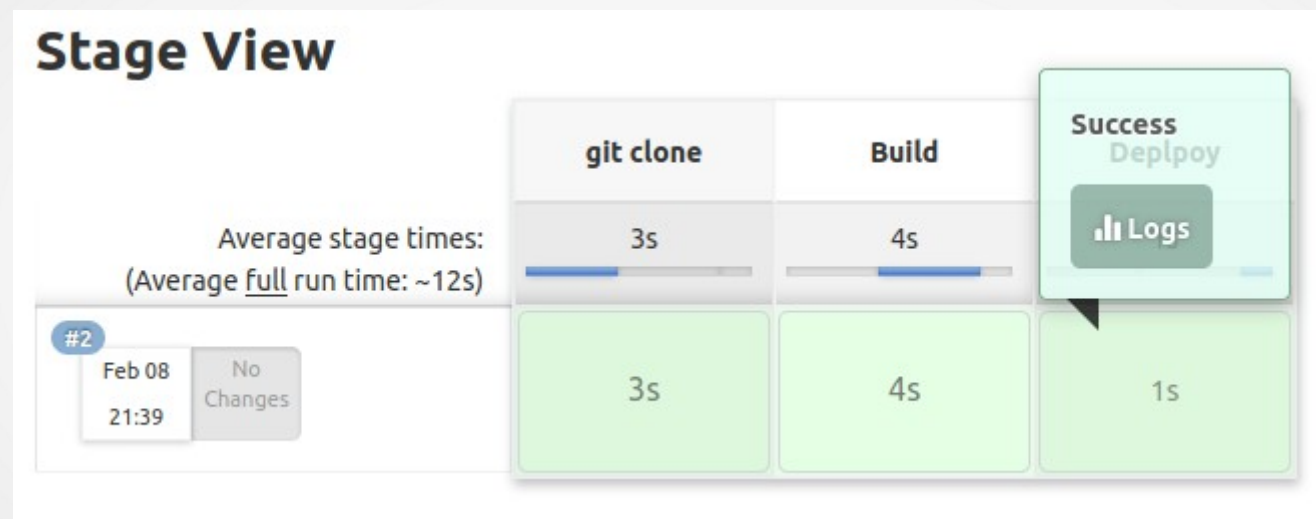 Stage View
Success
git clone
Build
Deplpoy
Logs
Average stage times:
3s
4s
(Average full run time: ~12s)
#2
Feb 08
No
Changes
21:39
3s
4s
1s